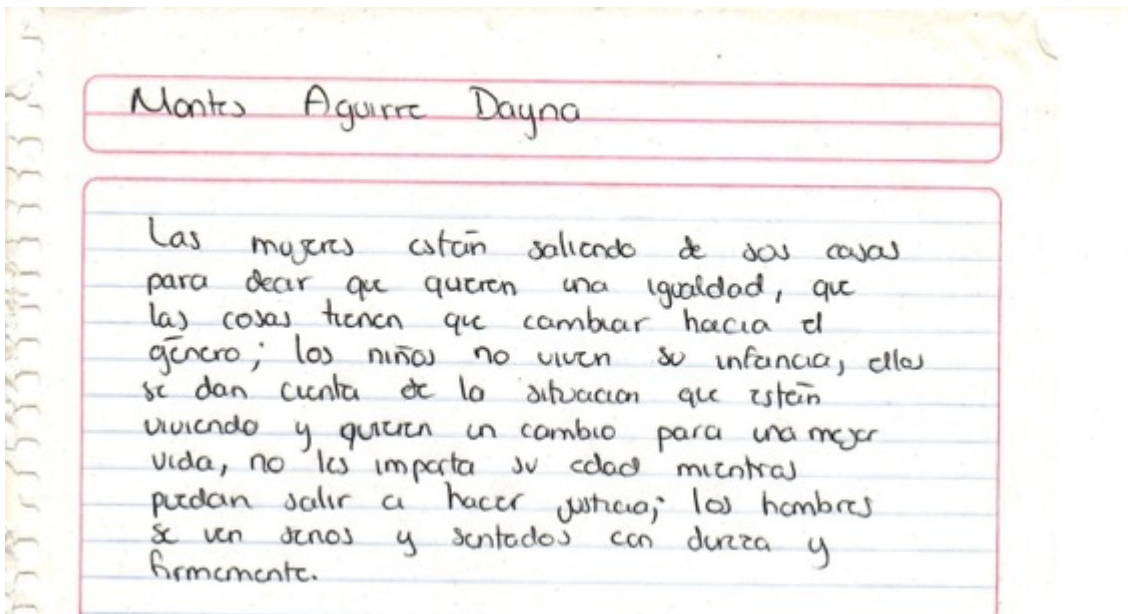 Montes Aguirre Dayna
Las mujeres están saliendo de sus casas
para decir que quieren una igualdad, que
las cosas tienen que cambiar hacia el
género; los niños no viven su infancia, ellos
se dan cuenta de la situacion que están
viviendo y quieren un cambio para una mejor
vida, no les importa su edad mientras
puedan salir a hacer justicia; los hombres
se ven serios y sentados con dureza y
firmemente.